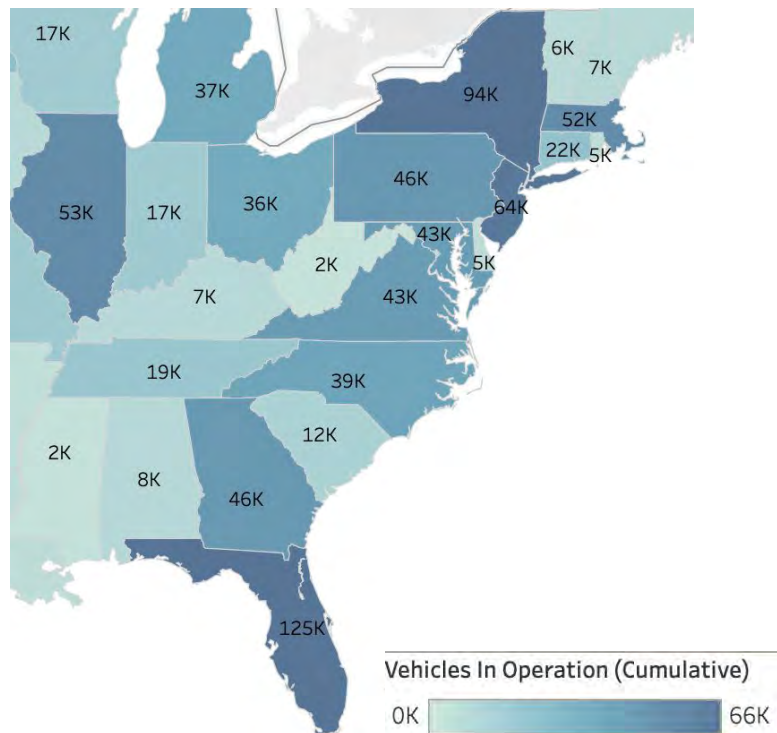 17K
6K
7K
37K
94K
52K
22K
5K
46K
53K
17K
36K
64K
43K
2K
5K
7K
43K
19K
39K
12K
2K
8K
46K
125K
Vehicles In Operation (Cumulative)
0K 66K